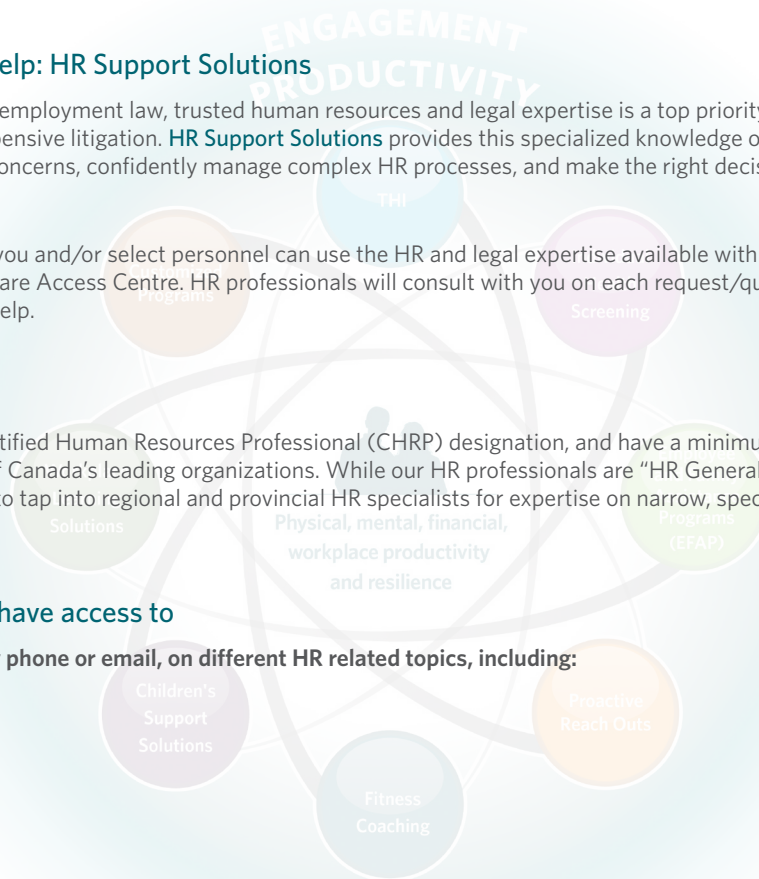 ENGAGEMENT
elp: HR Support Solutions
PRODUCTIVITY
employment law, trusted human resources and legal expertise is a top priority
pensive litigation. HR Support Solutions provides this specialized knowledge o
oncerns, confidently manage complex HR processes, and make the right decis
THI
you and/or select personnel can use the HR and legal expertise available with
Customized
are Access Centre. HR professionals will consult with you on each request/qu
Programs
Screening
elp.
tified Human Resources Professional (CHRP) designation, and have a minimu
f Canada's leading organizations. While our HR professionals are “HR General
to tap into regional and provincial HR specialists for expertise on narrow, spec
Solutions
Physical, mental, financial,
Programs
workplace productivity
(EFAP)
and resilience
have access to
phone or email, on different HR related topics, including:
Children's
Support
Solutions
Proactive
Reach Outs
Fitness
Coaching